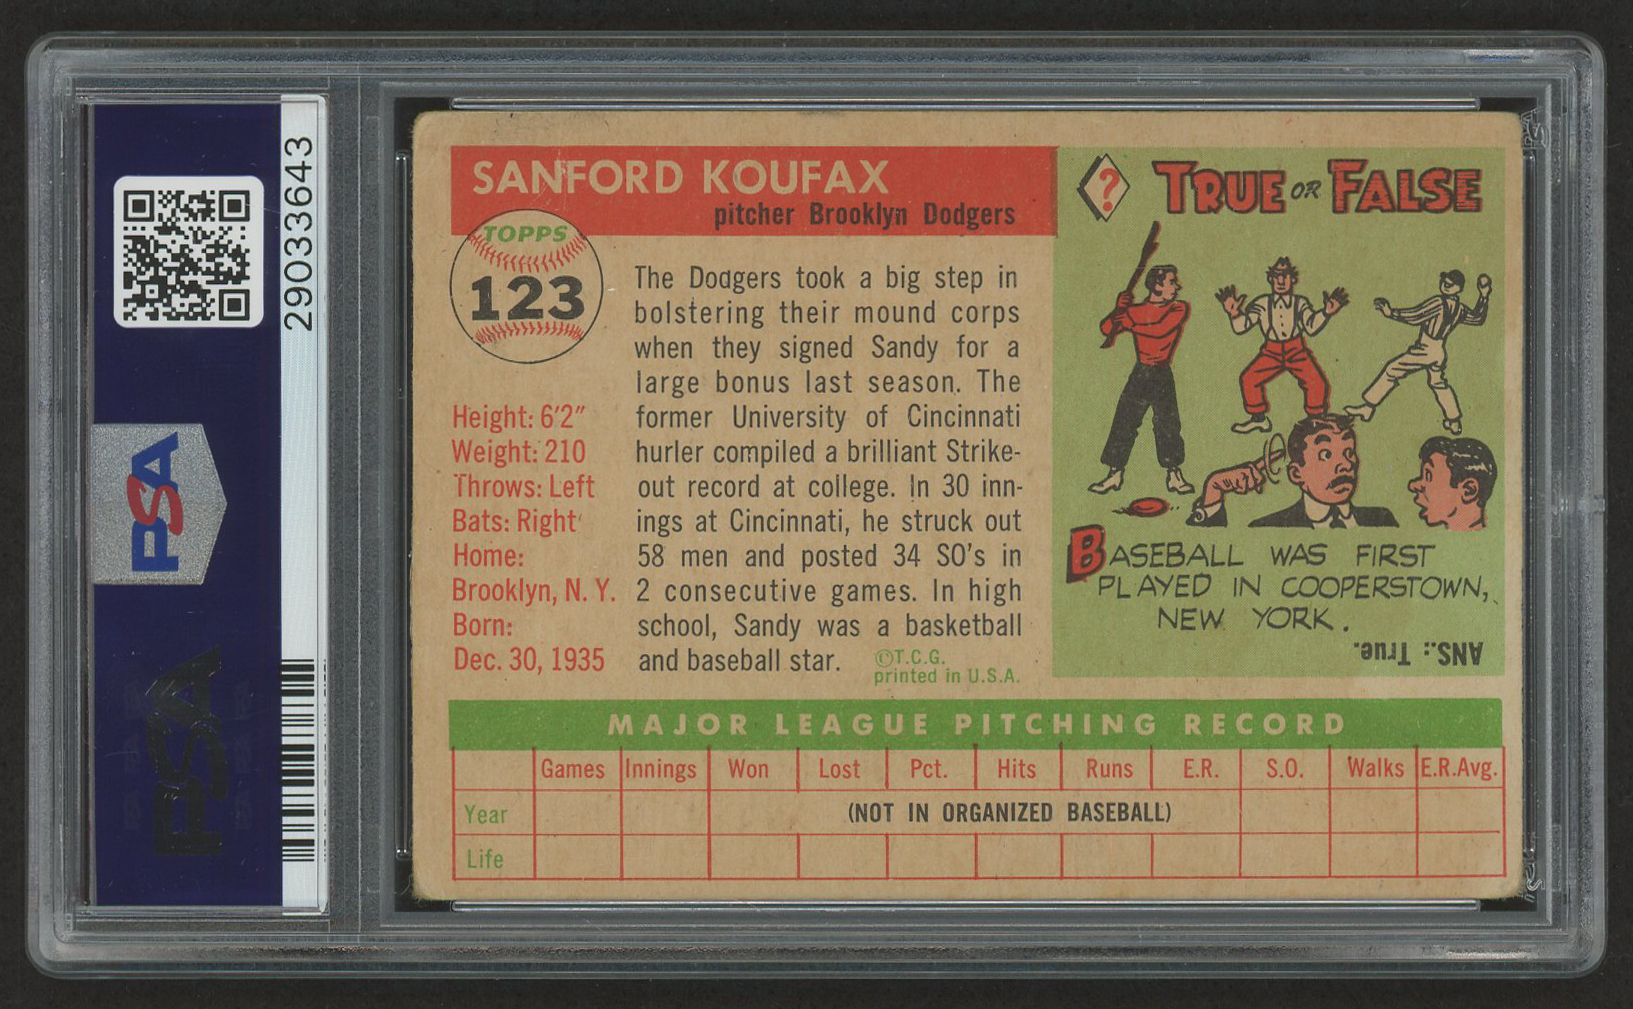 29033643
PSA
PSA
SANFORD KOUFAX
pitcher Brooklyn Dodgers
TOPPS
123
Height: 6'2"
Weight: 210
Throws: Left
Bats: Right
Home:
Brooklyn, N. Y.
Born:
Dec. 30, 1935
The Dodgers took a big step in
bolstering their mound corps
when they signed Sandy for a
large bonus last season. The
former University of Cincinnati
hurler compiled a brilliant Strike-
out record at college. In 30 inn-
ings at Cincinnati, he struck out
58 men and posted 34 SO's in
2 consecutive games. In high
school, Sandy was a basketball
and baseball star.
©T.C.G.
printed in U.S.A.
?
TRUE OR FALSE
BASEBALL WAS FIRST
PLAYED IN COOPERSTOWN,
NEW YORK.
ANS.: True.
MAJOR LEAGUE PITCHING RECORD
Games Innings Won Lost Pct. Hits Runs E.R. S.O. Walks E.R.Avg.
Year (NOT IN ORGANIZED BASEBALL)
Life